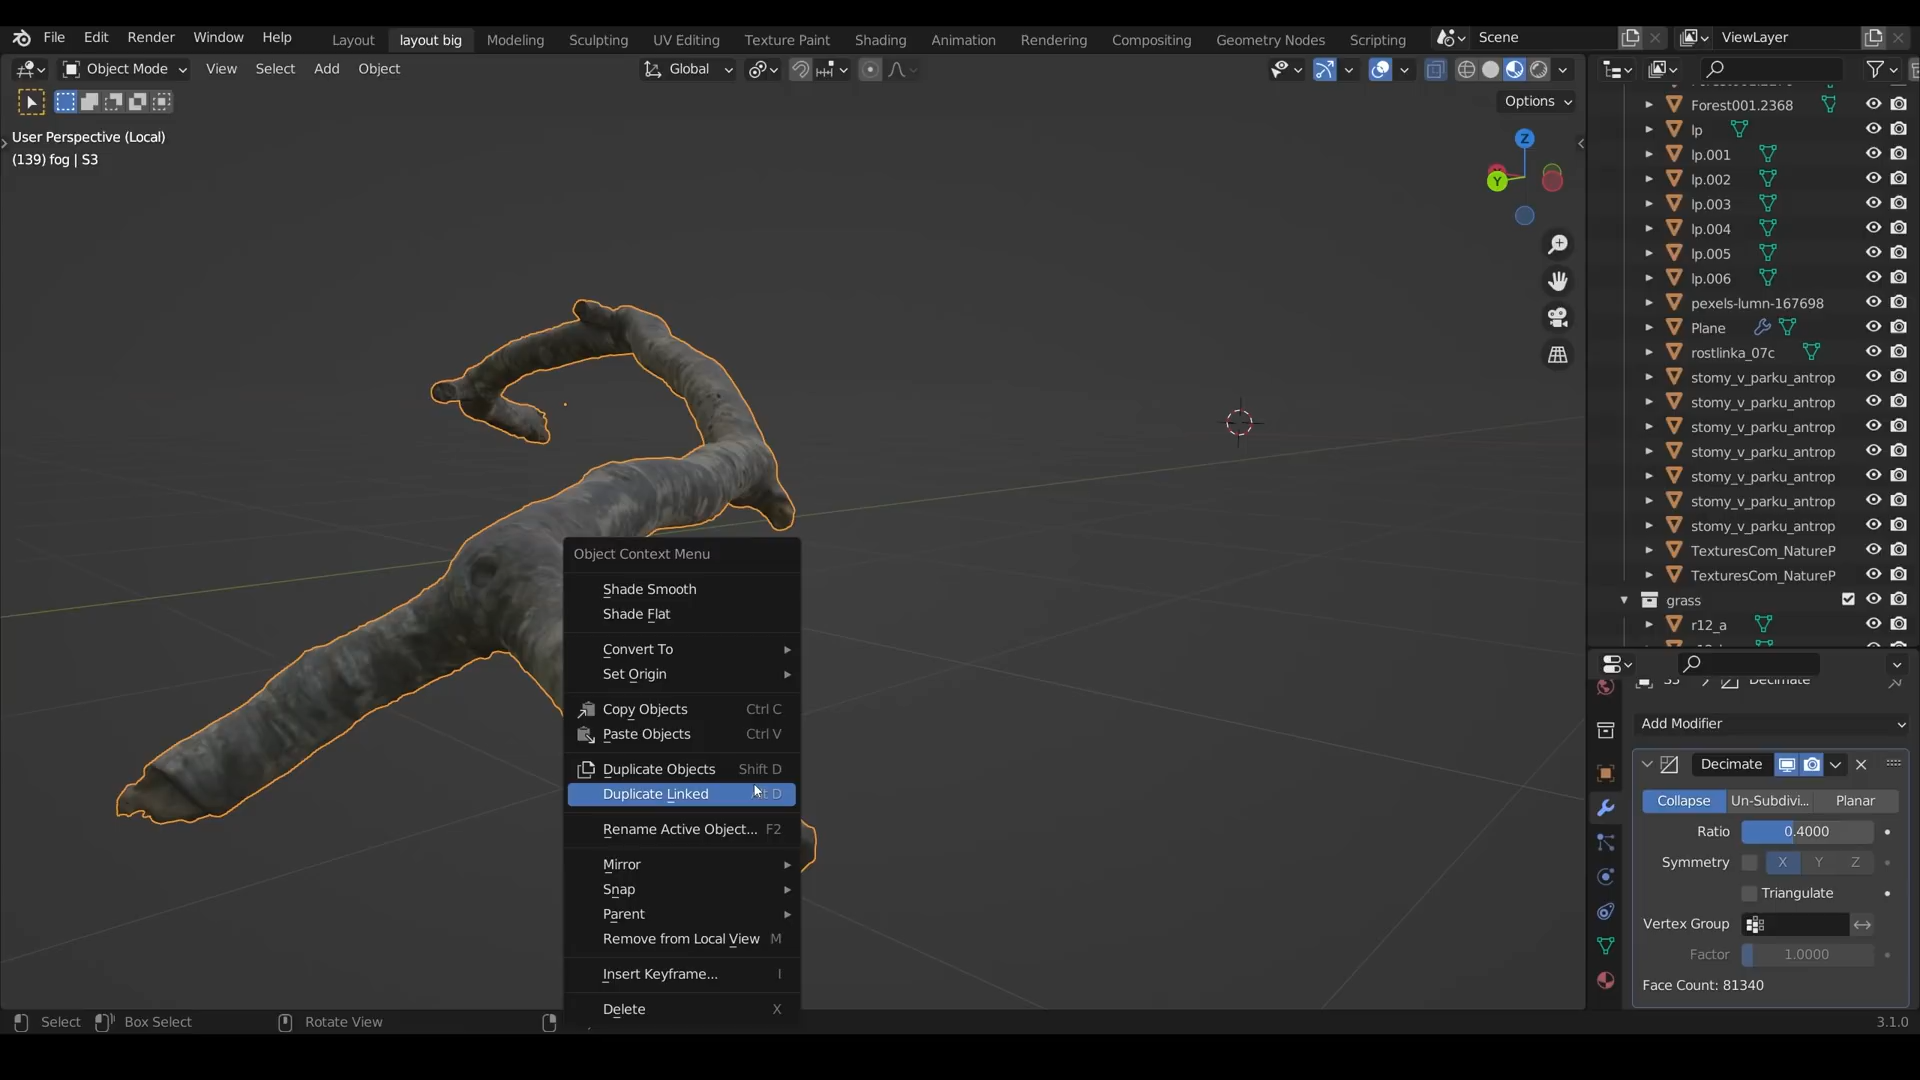 File Edit Render Window Help Layout layout big Modeling Sculpting UV Editing Texture Paint Shading Animation Rendering Compositing Geometry Nodes Scripting Scene ViewLayer
Object Mode View Select Add Object Global
Options
User Perspective (Local)
(139) fog | S3
Z
Y
Object Context Menu
Shade Smooth
Shade Flat
Convert To
Set Origin
Copy Objects Ctrl C
Paste Objects Ctrl V
Duplicate Objects Shift D
Duplicate Linked
Rename Active Object... F2
Mirror
Snap
Parent
Remove from Local View M
Insert Keyframe... I
Delete X
Forest001.2368
lp
lp.001
lp.002
lp.003
lp.004
lp.005
lp.006
pexels-lumn-167698
Plane
rostlinka_07c
stomy_v_parku_antrop
stomy_v_parku_antrop
stomy_v_parku_antrop
stomy_v_parku_antrop
stomy_v_parku_antrop
stomy_v_parku_antrop
stomy_v_parku_antrop
TexturesCom_NatureP
TexturesCom_NatureP
grass
r12_a
S3 Decimate
Add Modifier
Decimate
Collapse Un-Subdivi... Planar
Ratio 0.4000
Symmetry X Y Z
Triangulate
Vertex Group
Factor 1.0000
Face Count: 81340
Select Box Select Rotate View
3.1.0